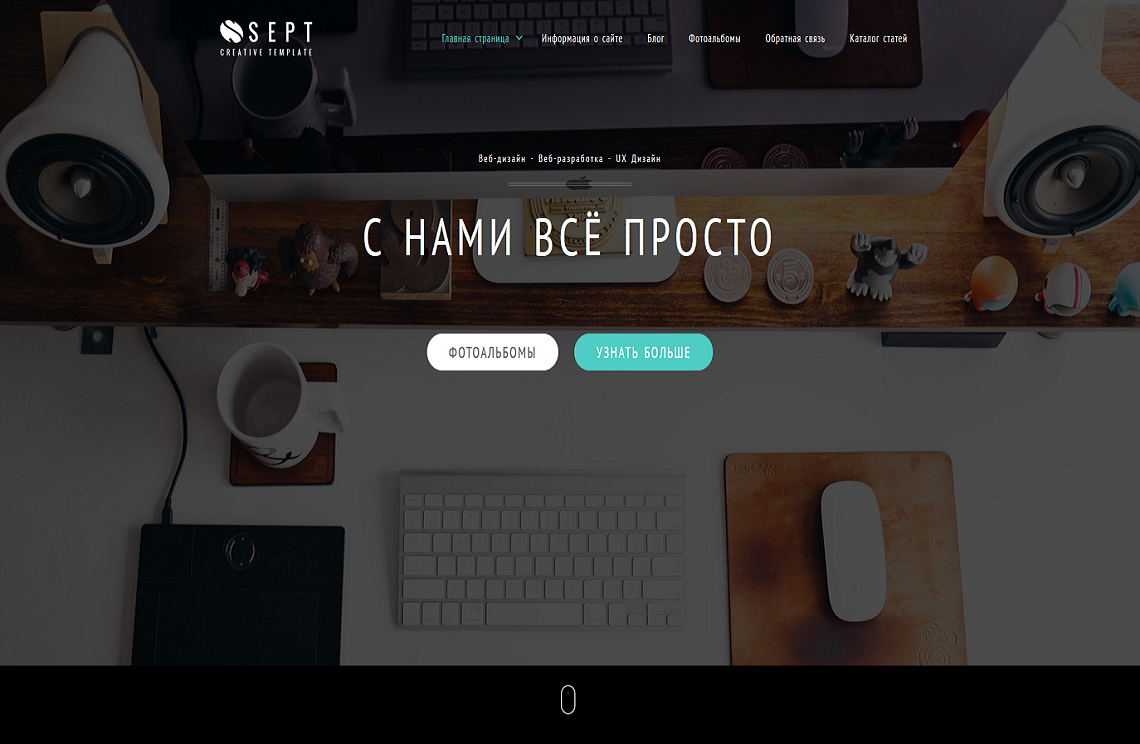 SEPT
CREATIVE TEMPLATE
Главная страница
Информация о сайте
Блог
Фотоальбомы
Обратная связь
Каталог статей
Веб-дизайн - Веб-разработка - UX Дизайн
С НАМИ ВСЁ ПРОСТО
ФОТОАЛЬБОМЫ
УЗНАТЬ БОЛЬШЕ